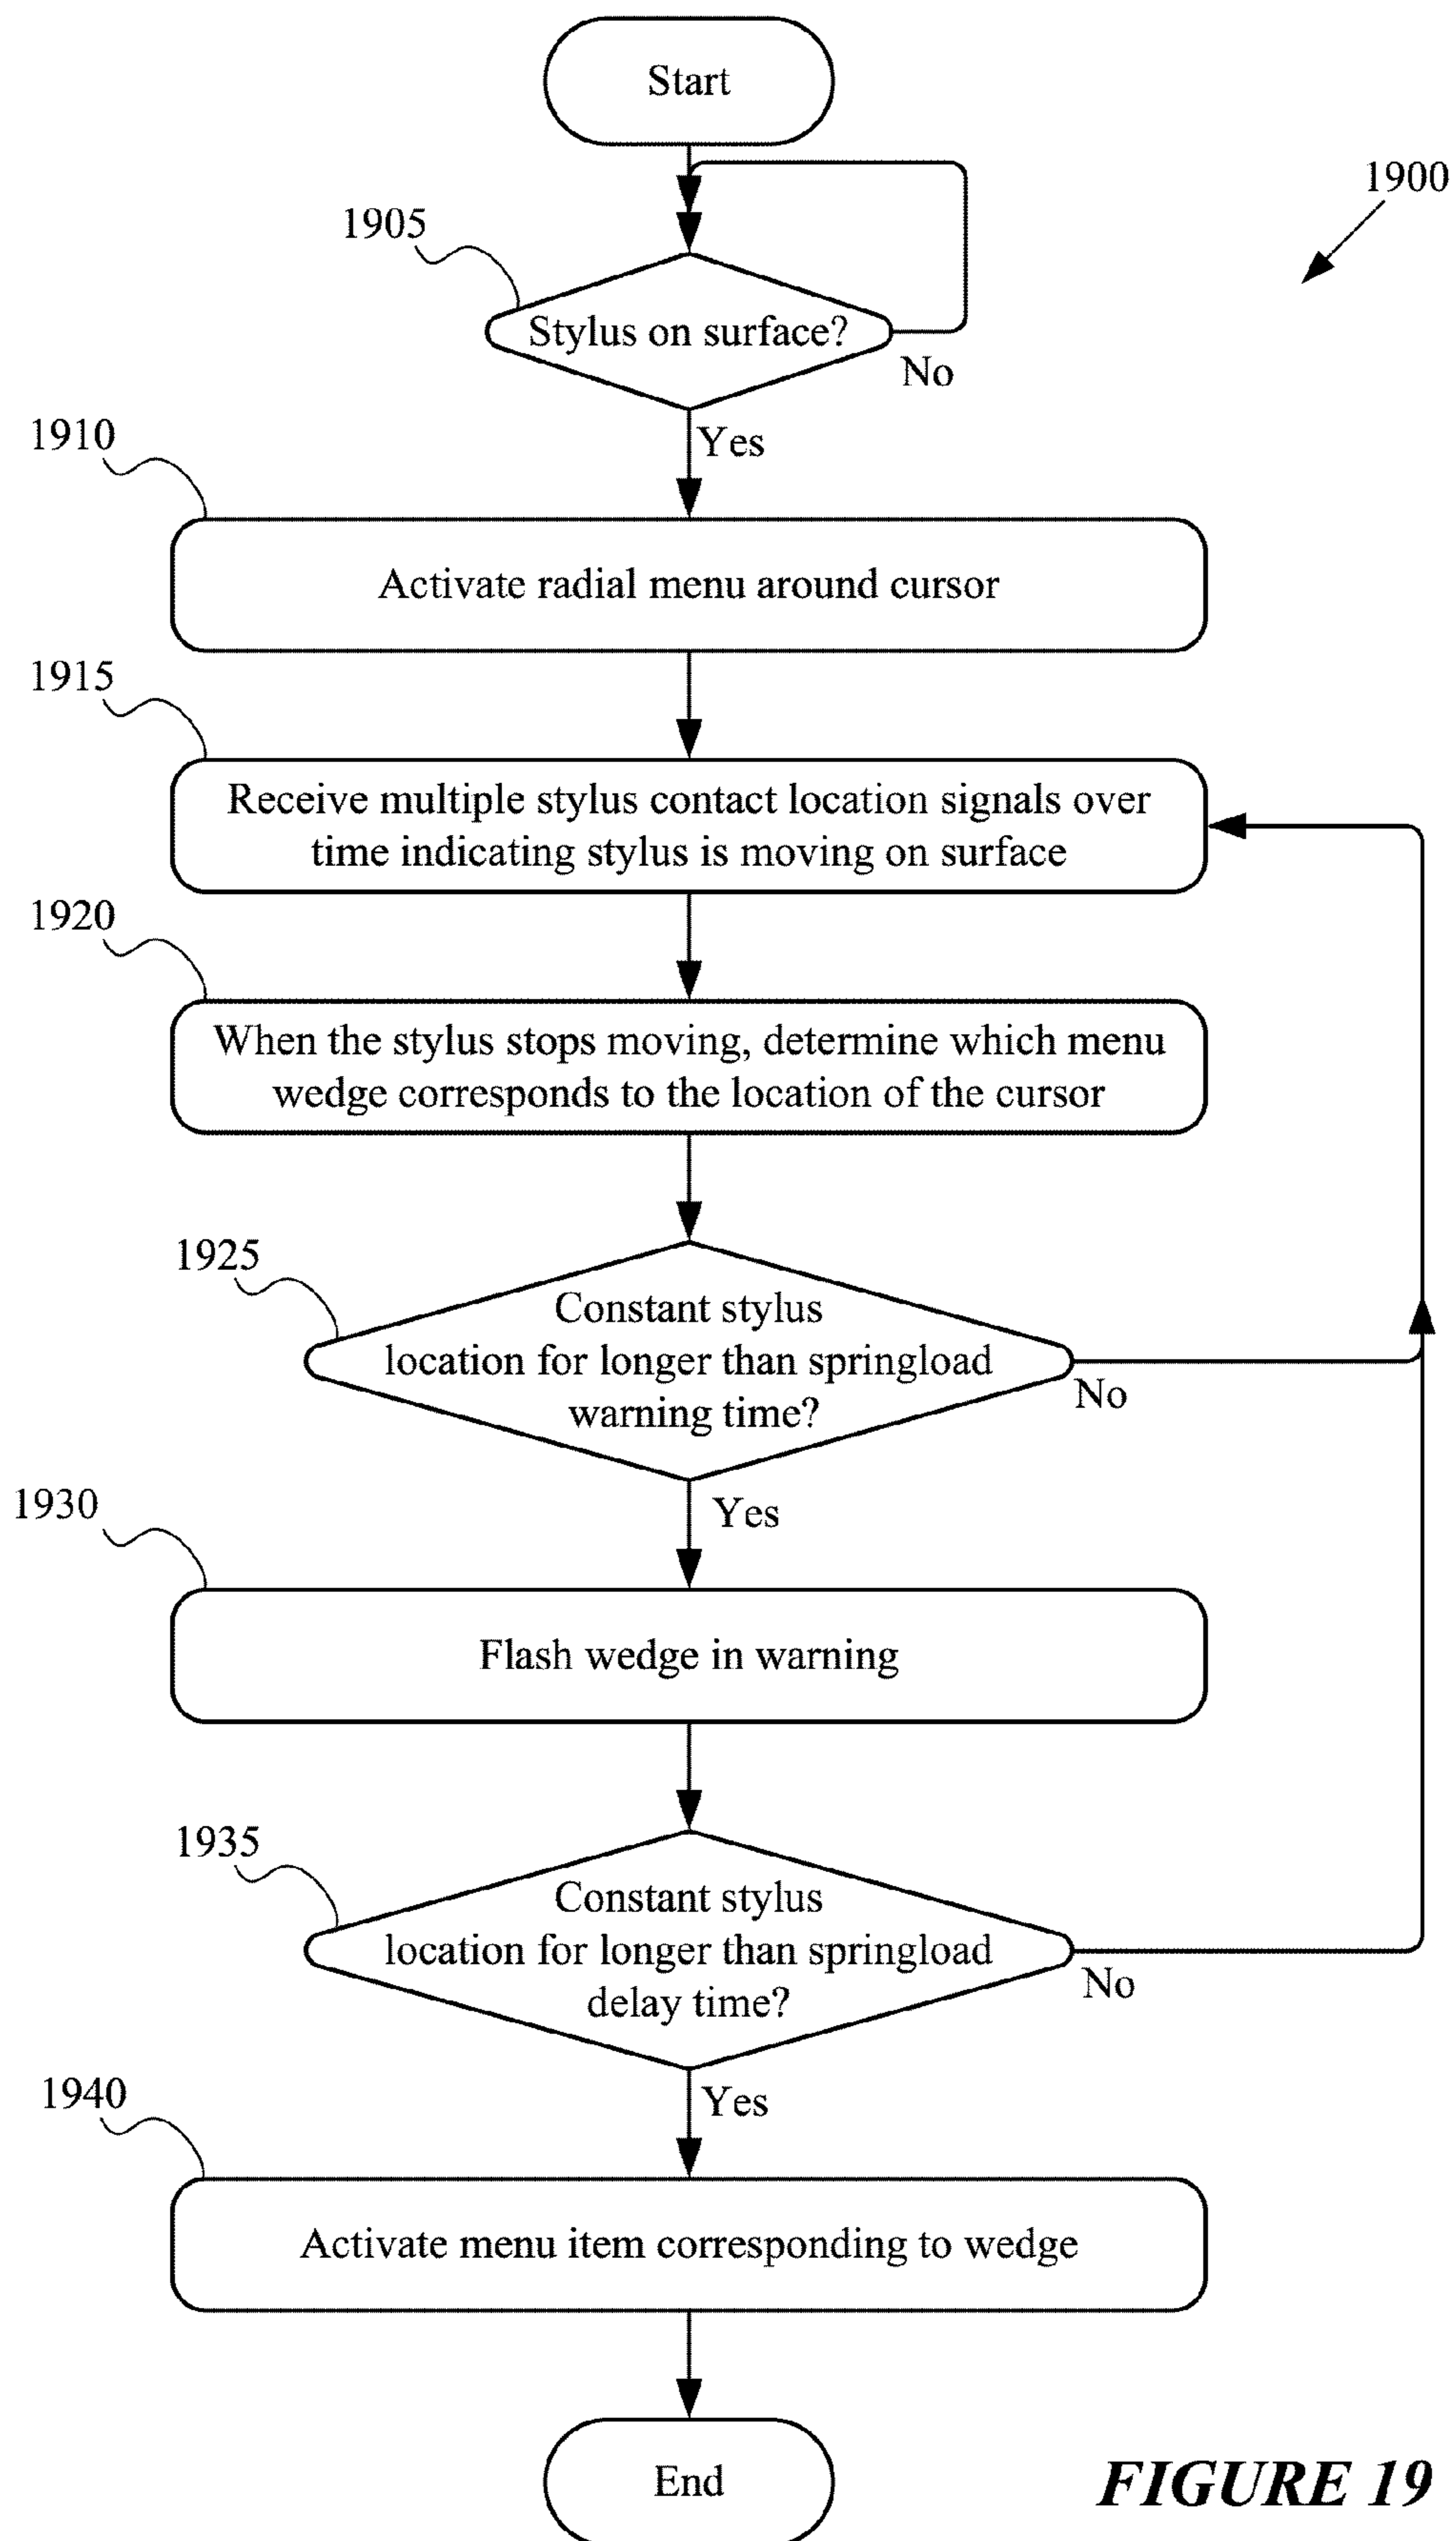 Start
1900
1905
Stylus on surface?
No
Yes
1910
Activate radial menu around cursor
1915
Receive multiple stylus contact location signals over
time indicating stylus is moving on surface
1920
When the stylus stops moving, determine which menu
wedge corresponds to the location of the cursor
1925
Constant stylus
location for longer than springload
warning time?
No
Yes
1930
Flash wedge in warning
1935
Constant stylus
location for longer than springload
delay time?
No
Yes
1940
Activate menu item corresponding to wedge
End
FIGURE 19